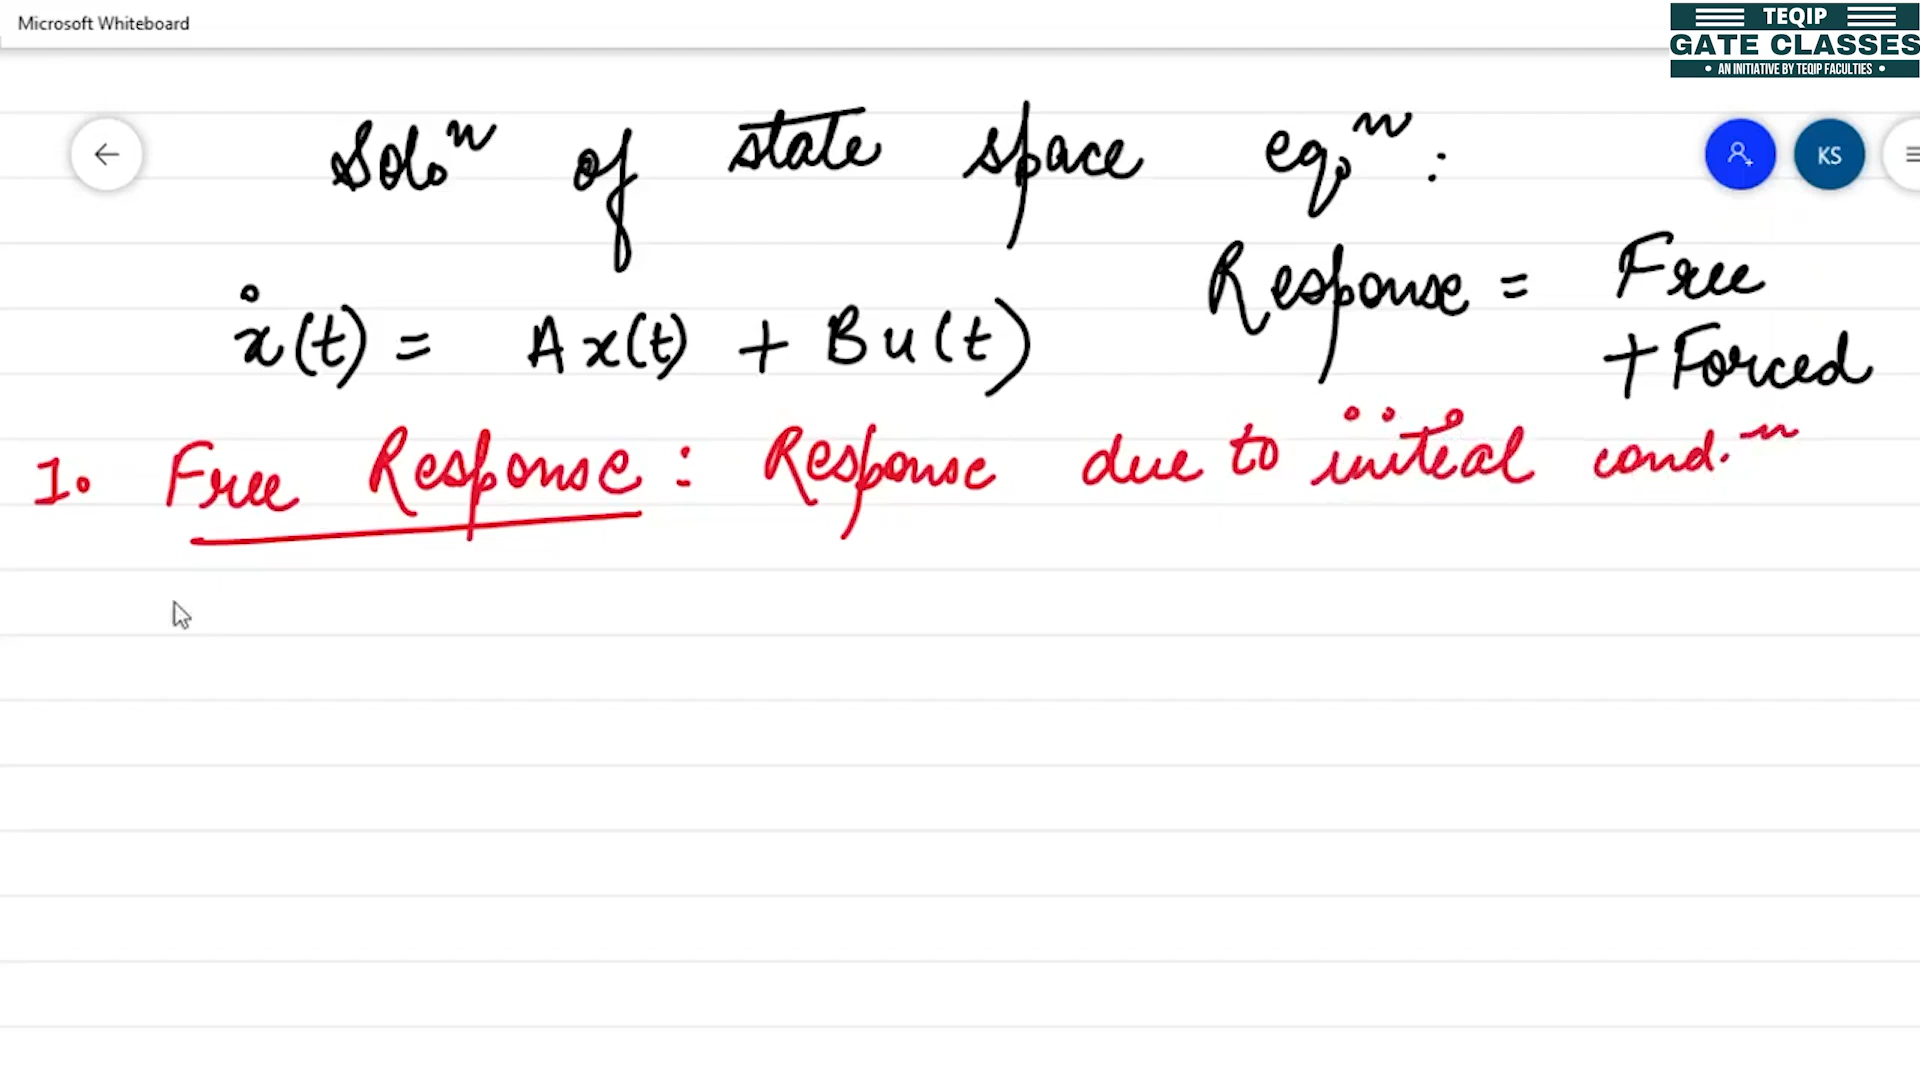 Microsoft Whiteboard
TEQIP
GATE CLASSES
• AN INITIATIVE BY TEQIP FACULTIES •
Solⁿ of state space eqⁿ:
KS
Response = Free
+ Forced
ẋ(t) = Ax(t) + Bu(t)
1. Free Response : Response due to initial cond.ⁿ